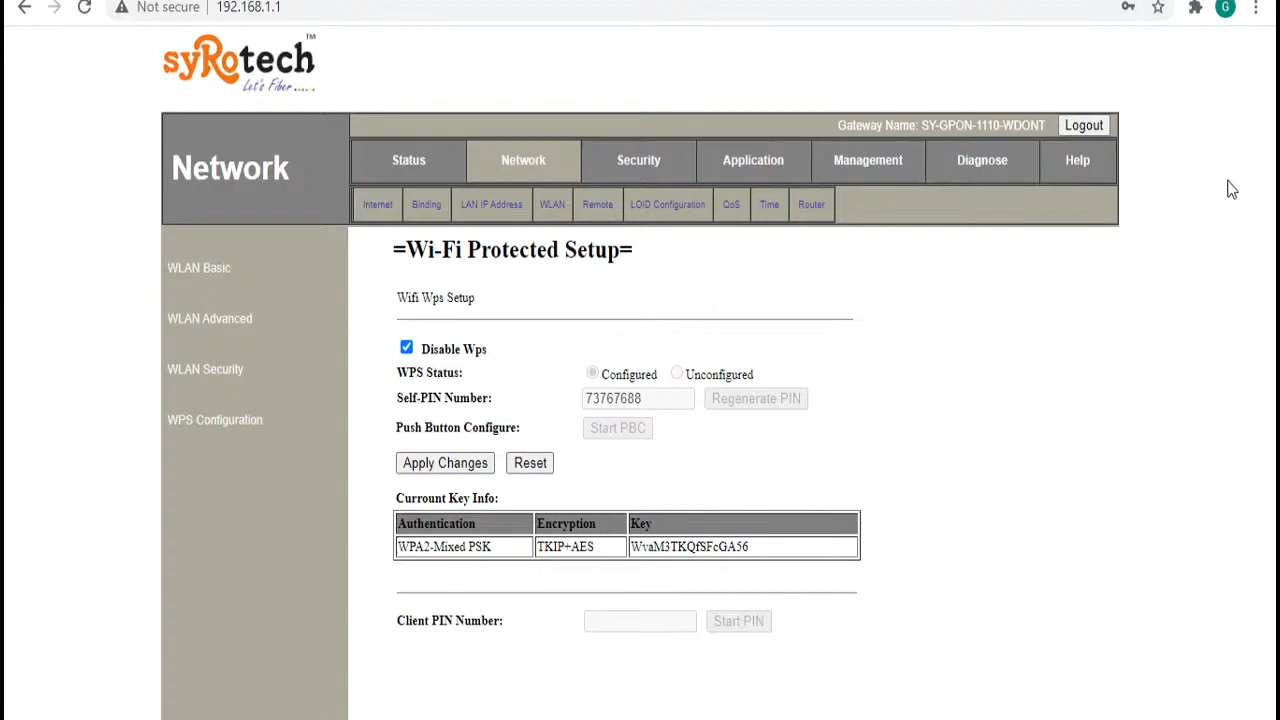 Not secure | 192.168.1.1
G
syRotech™
Let's Fiber.....
Gateway Name: SY-GPON-1110-WDONT Logout
Network
Status Network Security Application Management Diagnose Help
Internet Binding LAN IP Address WLAN Remote LOID Configuration QoS Time Router
WLAN Basic
WLAN Advanced
WLAN Security
WPS Configuration
=Wi-Fi Protected Setup=
Wifi Wps Setup
Disable Wps
WPS Status: Configured Unconfigured
Self-PIN Number: 73767688 Regenerate PIN
Push Button Configure: Start PBC
Apply Changes Reset
Currount Key Info:
Authentication Encryption Key
WPA2-Mixed PSK TKIP+AES WvaM3TKQfSFcGA56
Client PIN Number: Start PIN